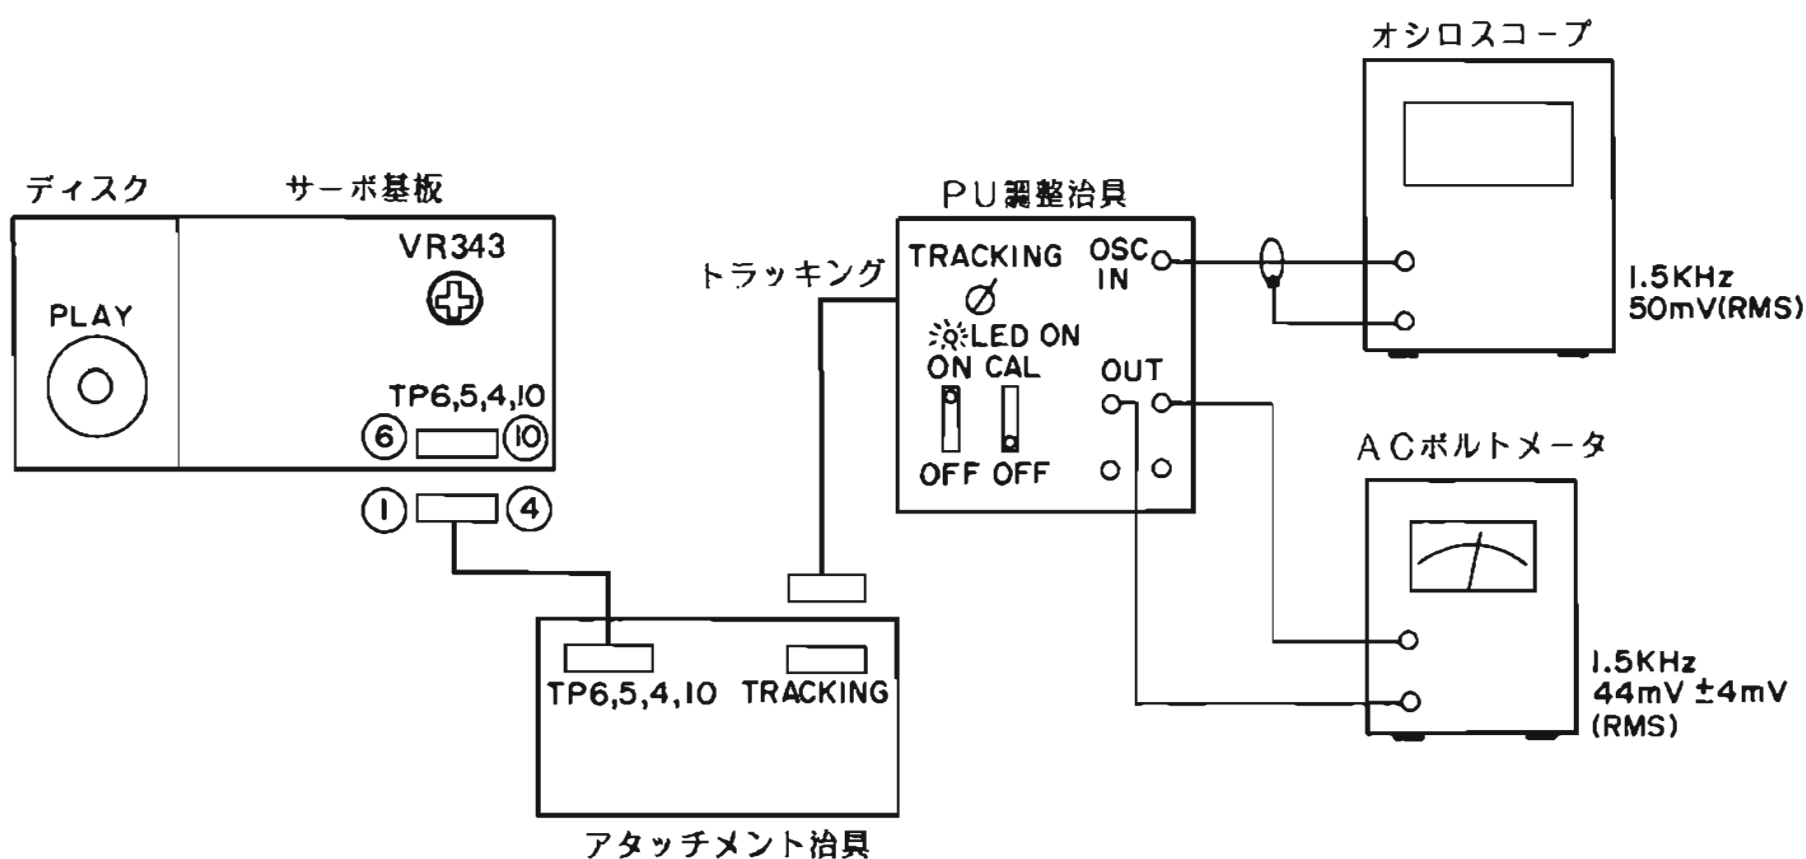 オシロスコープ
1.5KHz
50mV(RMS)
ディスク
サーボ基板
VR343
PLAY
TP6,5,4,10
⑥
⑩
①
④
トラッキング
PU調整治具
TRACKING
OSC
IN
LED ON
ON CAL
OFF OFF
OUT
ACボルトメータ
1.5KHz
44mV ±4mV
(RMS)
TP6,5,4,10
TRACKING
アタッチメント治具